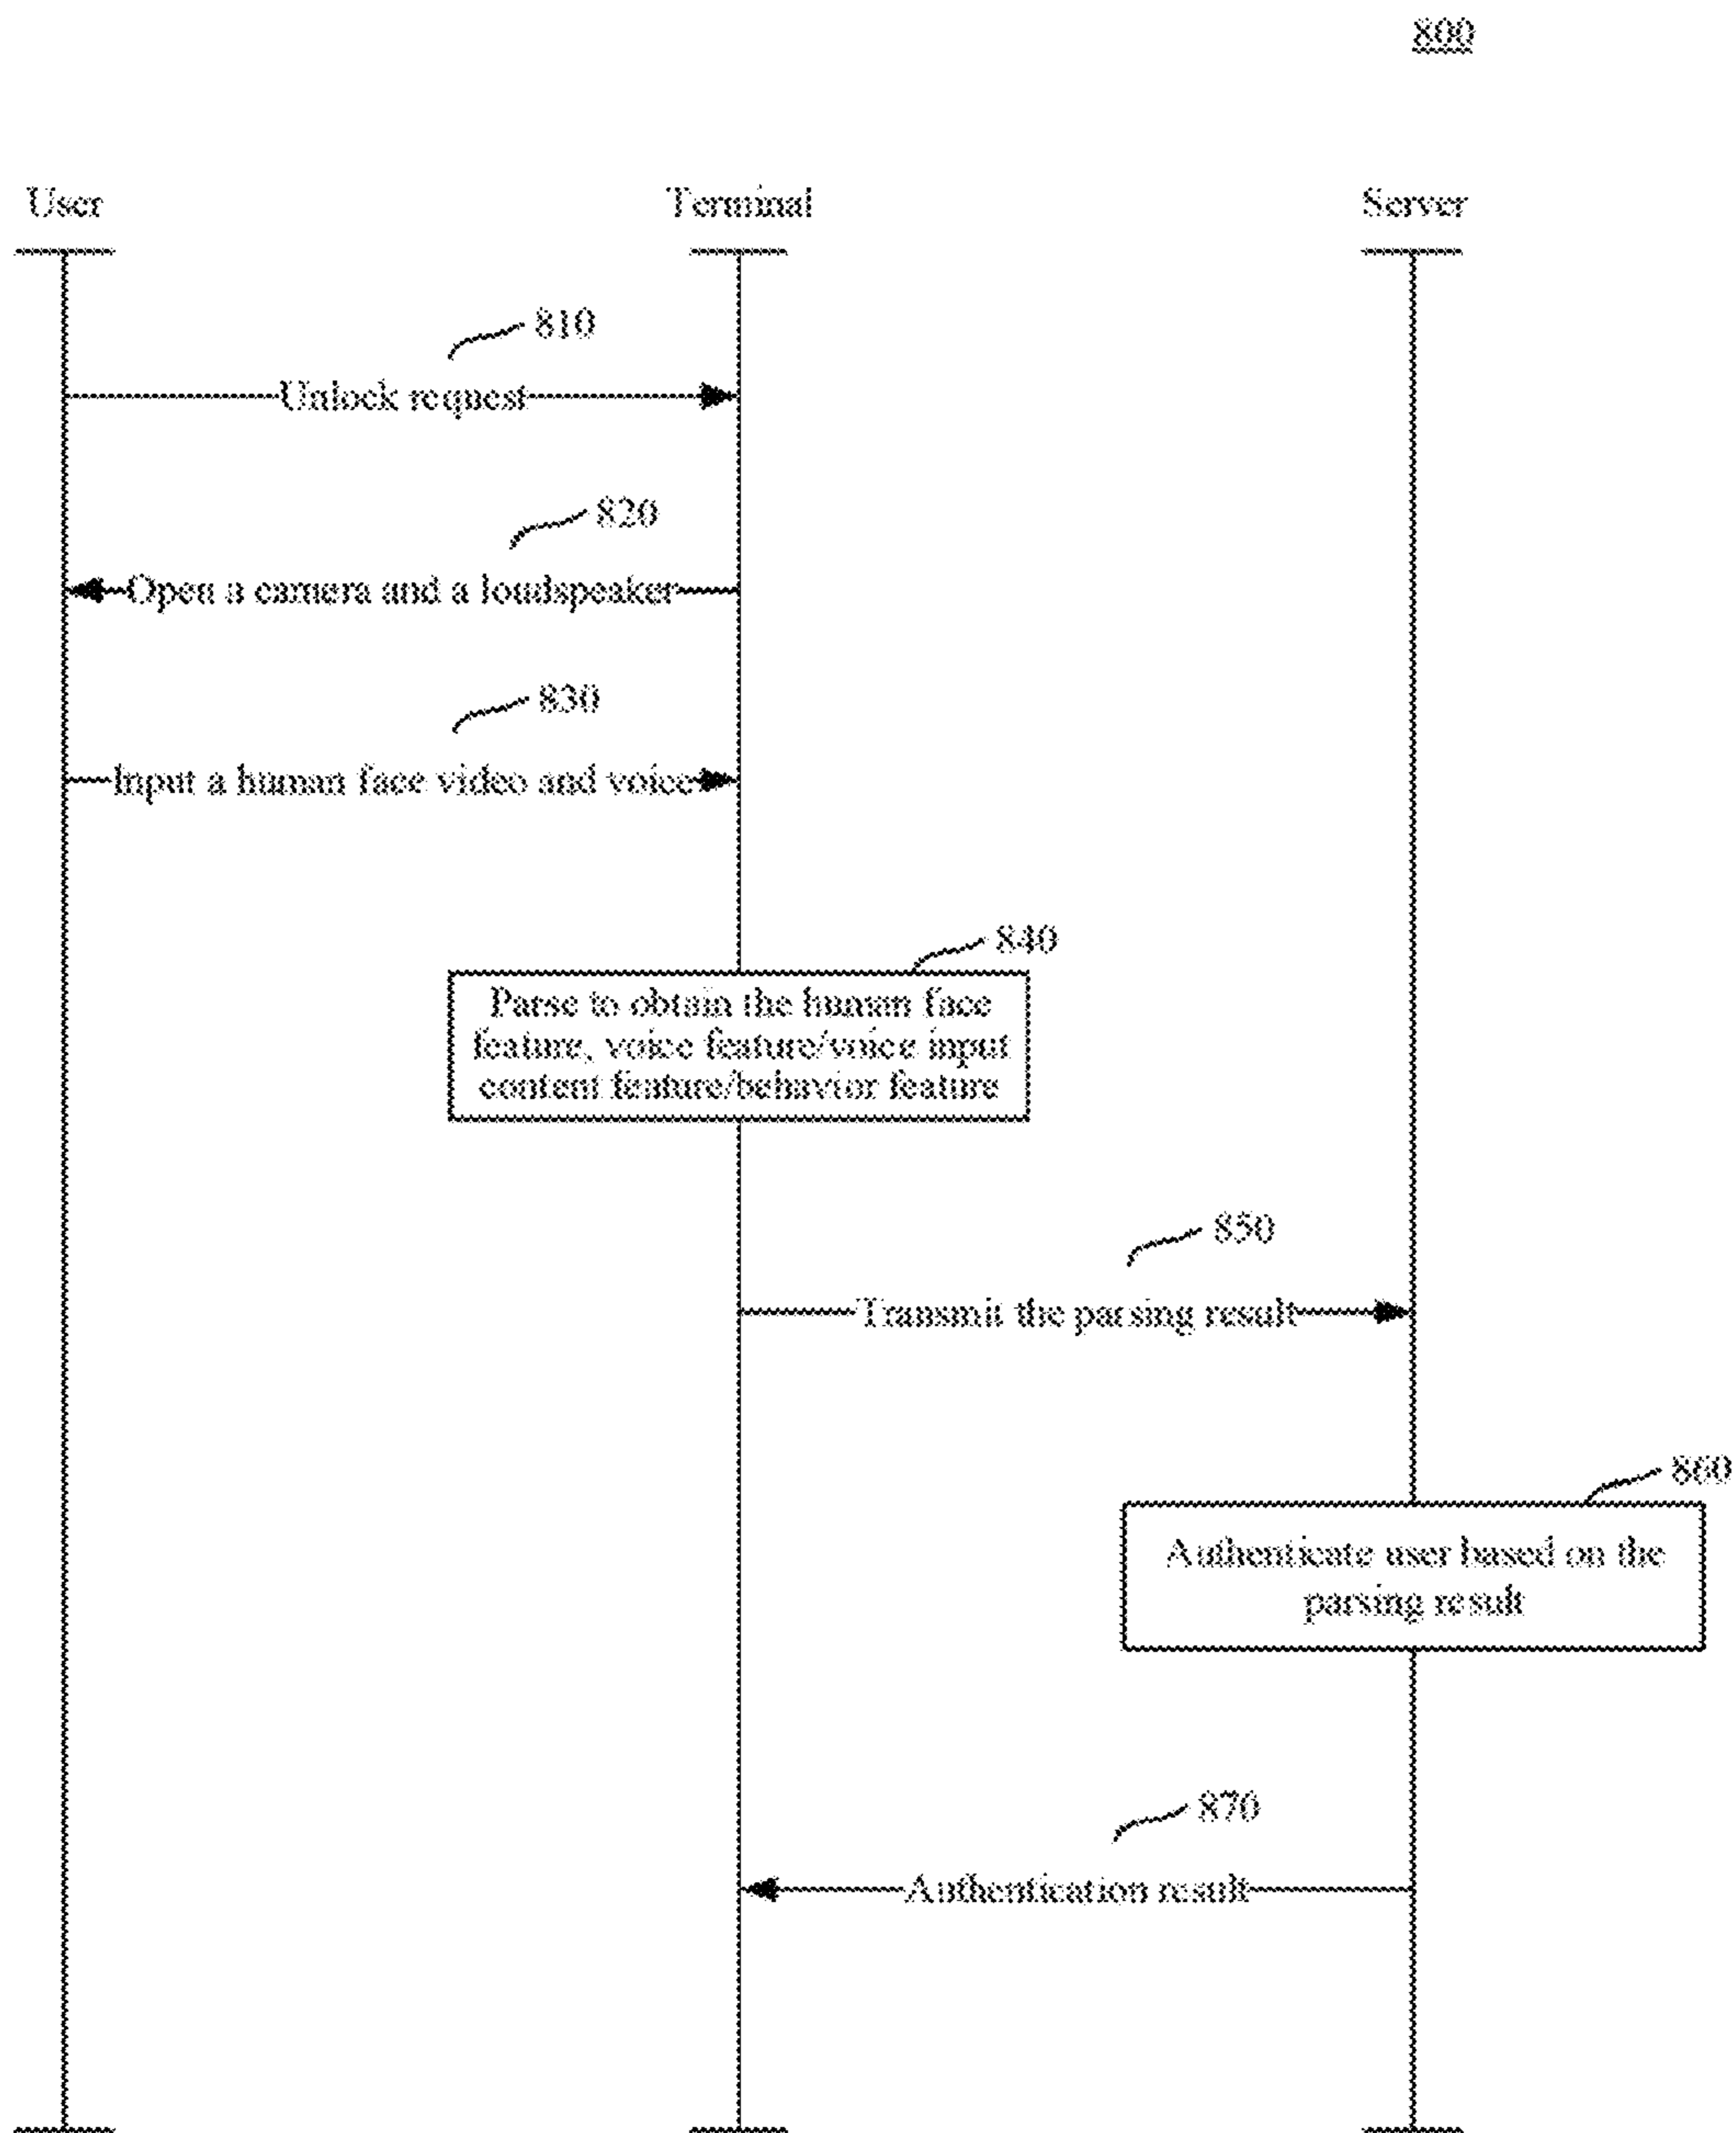 800
User
Terminal
Server
810
Unlock request
820
Open a camera and a loudspeaker
830
Input a human face video and voice
840
Parse to obtain the human face
feature, voice feature/voice input
content feature/behavior feature
850
Transmit the parsing result
860
Authenticate user based on the
parsing result
870
Authentication result